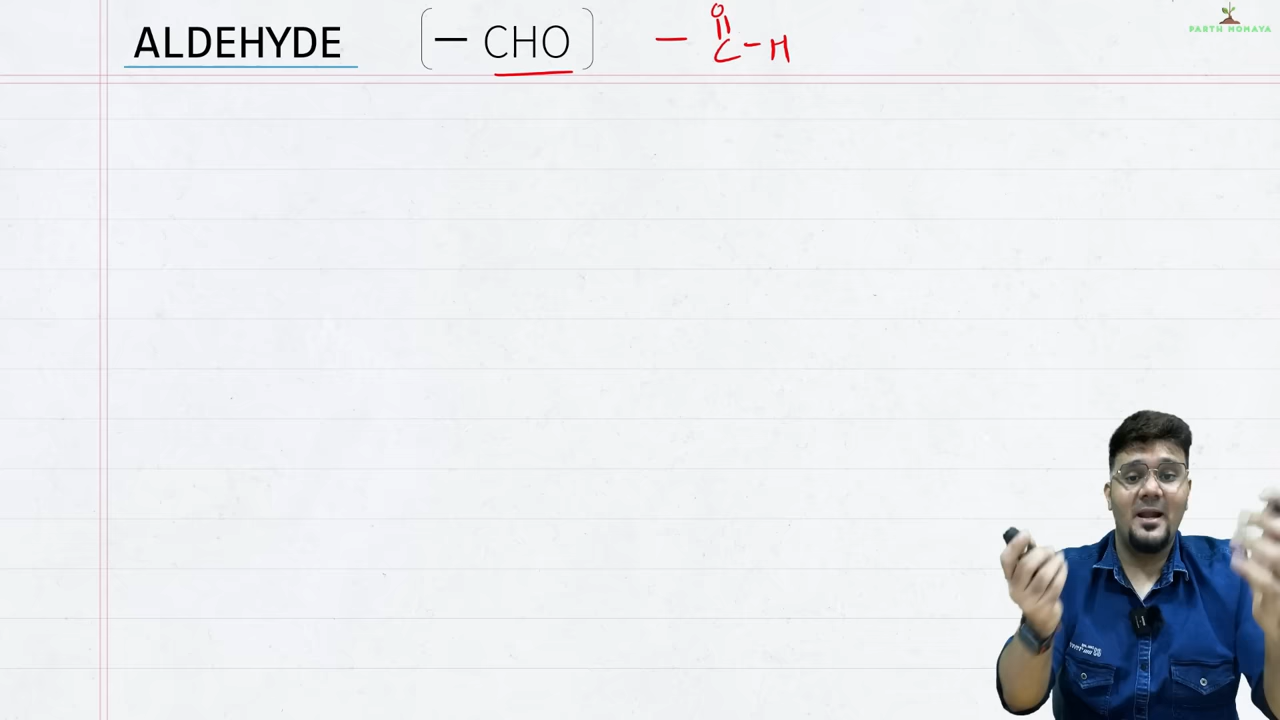 ALDEHYDE [— CHO] — C – H
O
||
PARTH MOMAYA